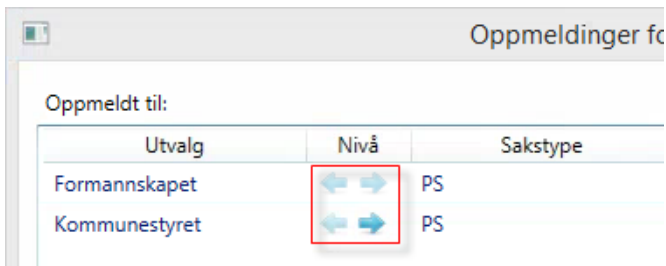 Oppmeldinger fo
Oppmeldt til:
Utvalg Nivå Sakstype
Formannskapet PS
Kommunestyret PS